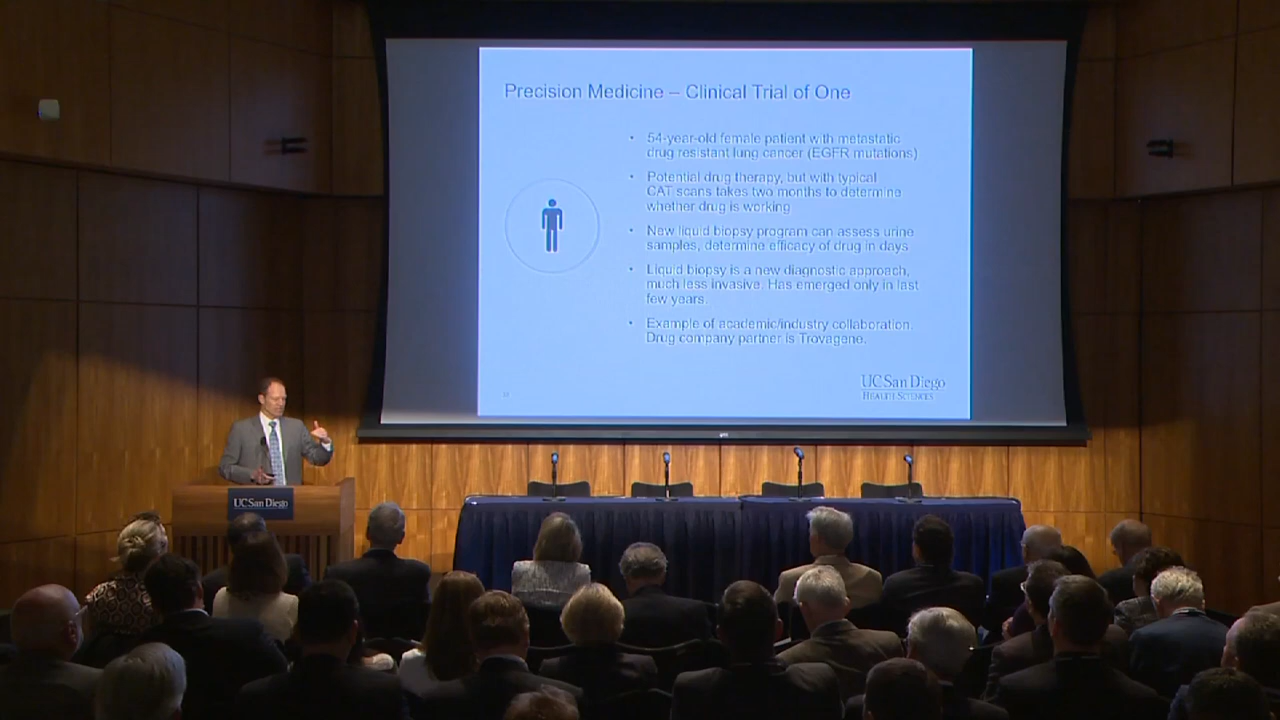 Precision Medicine – Clinical Trial of One
• 54-year-old female patient with metastatic
drug resistant lung cancer (EGFR mutations)
• Potential drug therapy, but with typical
CAT scans takes two months to determine
whether drug is working
• New liquid biopsy program can assess urine
samples, determine efficacy of drug in days
• Liquid biopsy is a new diagnostic approach,
much less invasive. Has emerged only in last
few years.
• Example of academic/industry collaboration.
Drug company partner is Trovagene.
UC San Diego
HEALTH SCIENCES
UC San Diego